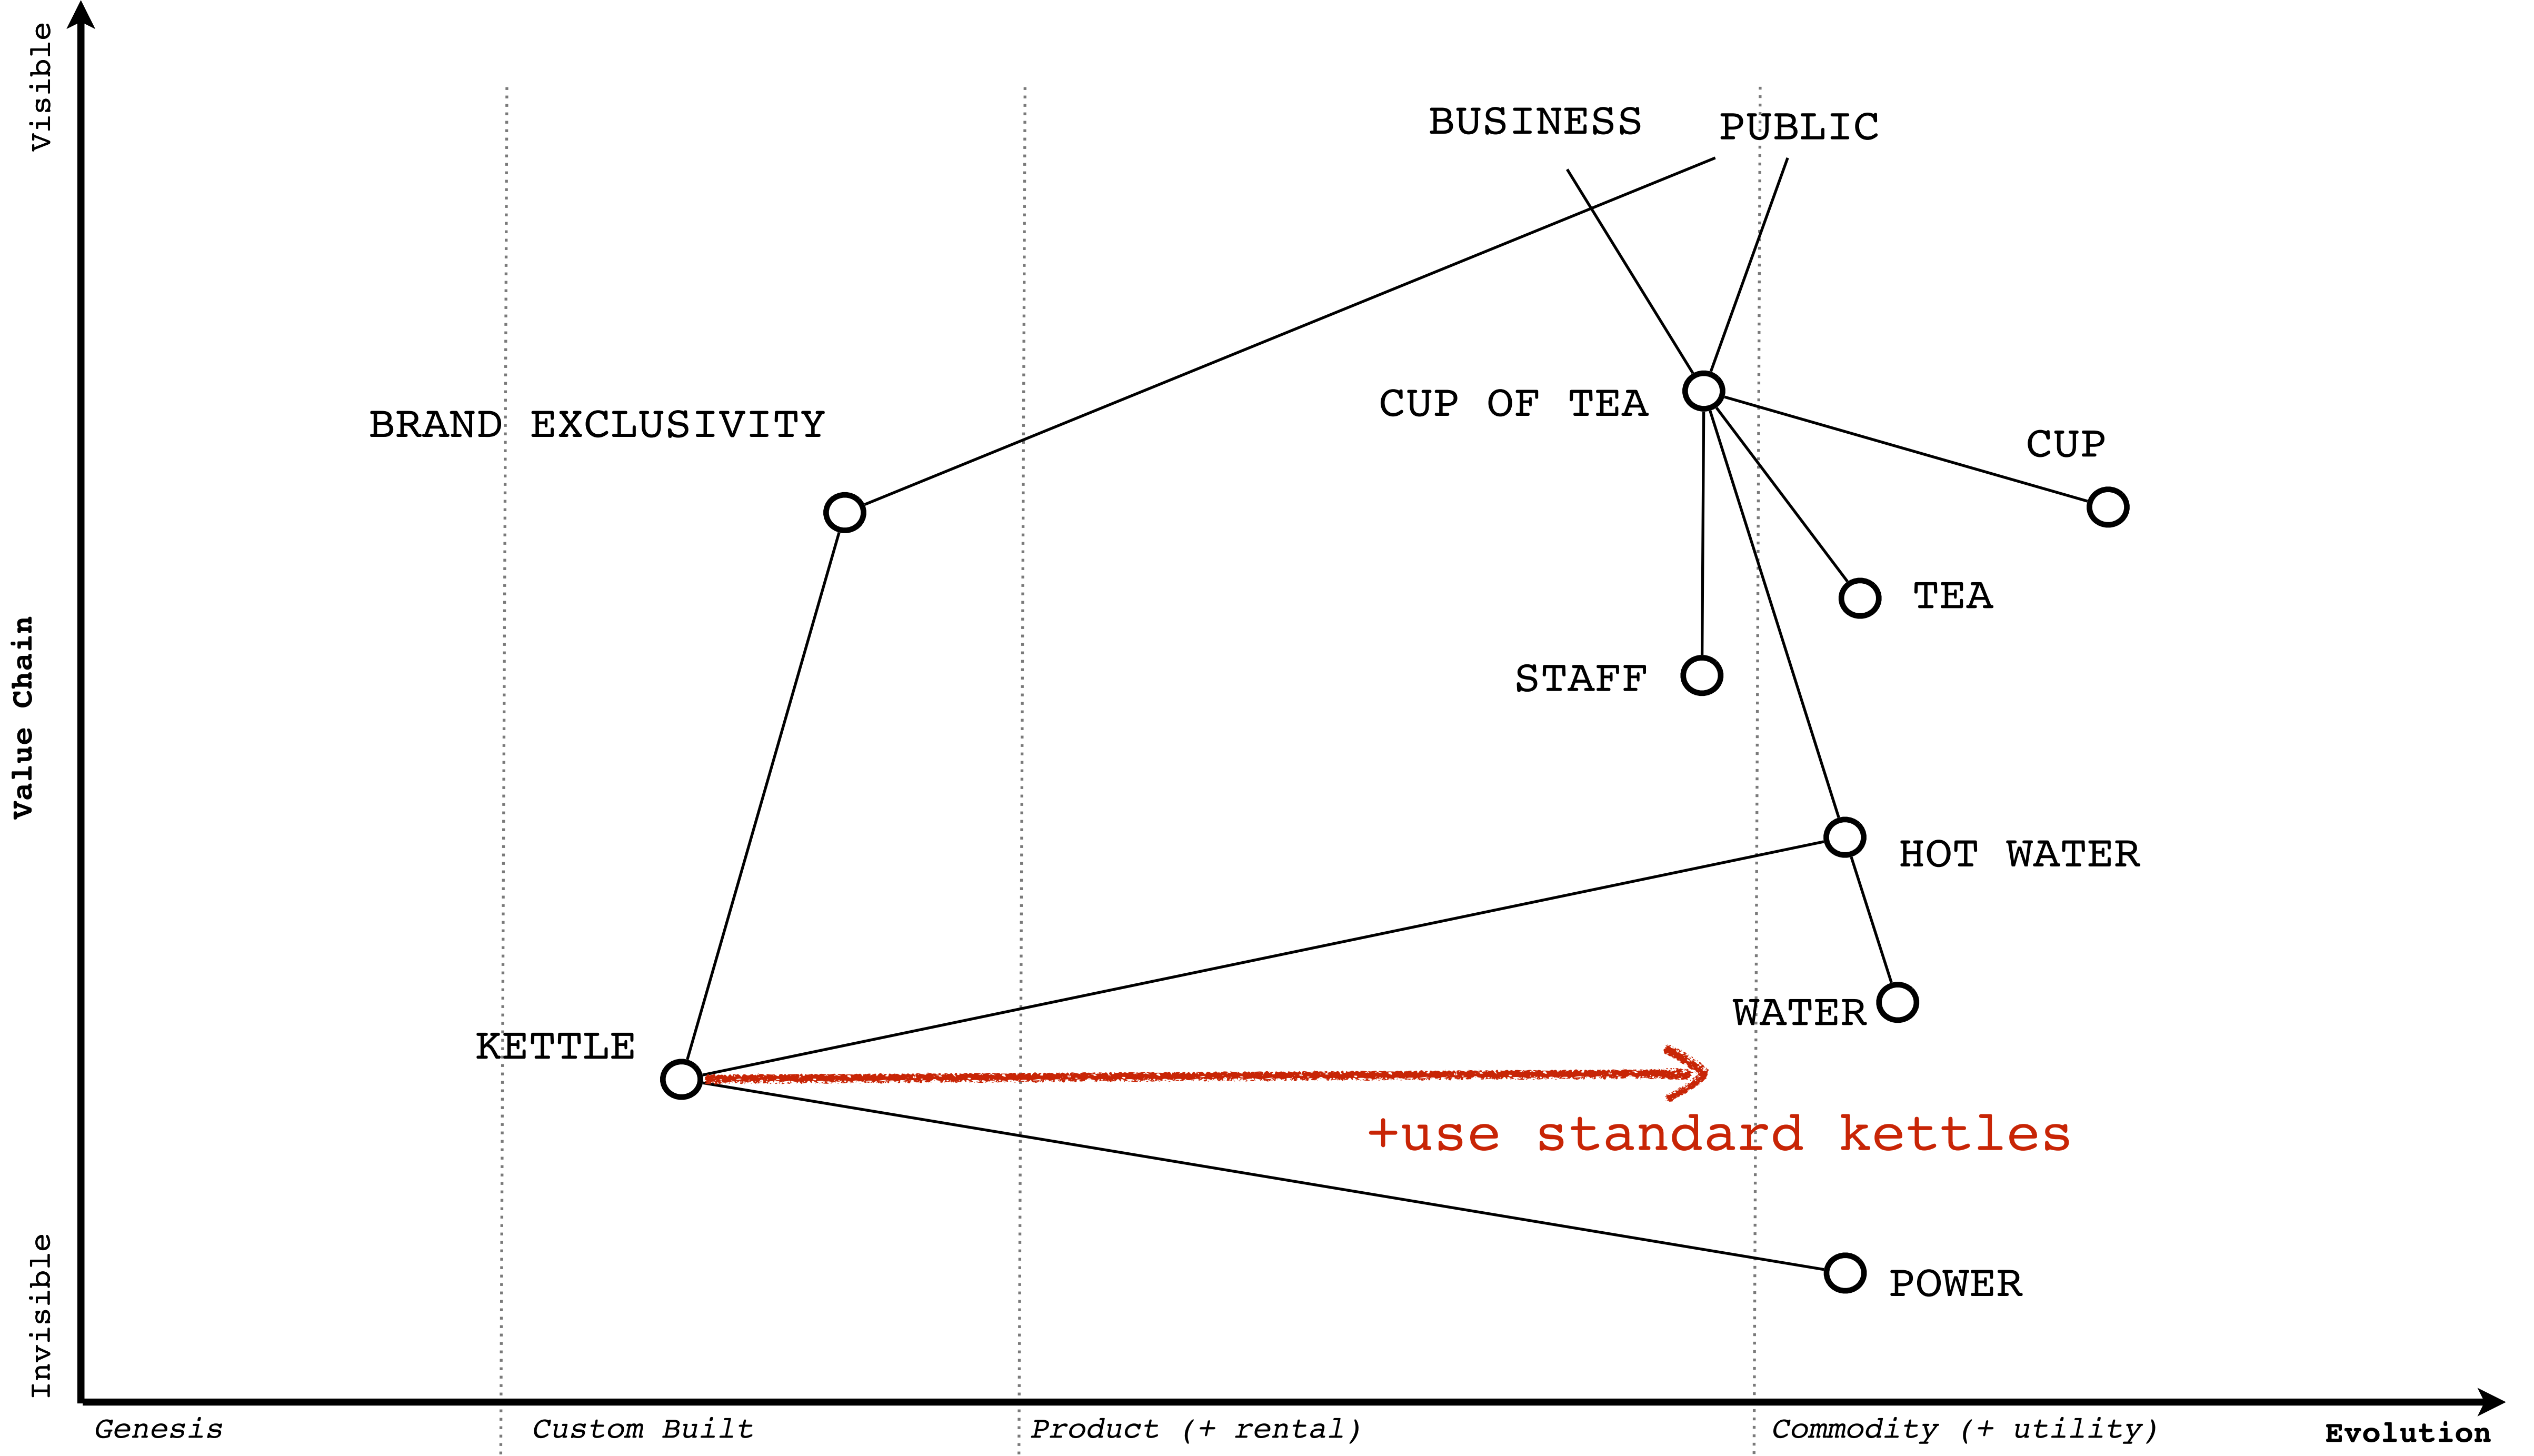 Visible
BUSINESS
PUBLIC
CUP OF TEA
BRAND EXCLUSIVITY
CUP
TEA
Value Chain
STAFF
HOT WATER
WATER
KETTLE
+use standard kettles
Invisible
POWER
Genesis
Custom Built
Product (+ rental)
Commodity (+ utility)
Evolution